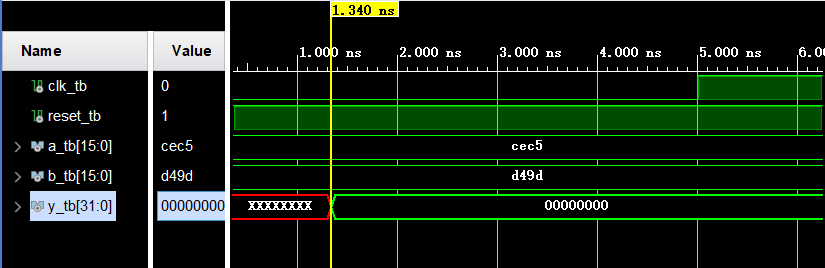 1.340 ns
Name Value 1.000 ns 2.000 ns 3.000 ns 4.000 ns 5.000 ns
clk_tb 0
reset_tb 1
a_tb[15:0] cec5 cec5
b_tb[15:0] d49d d49d
y_tb[31:0] 00000000 XXXXXXXX 00000000